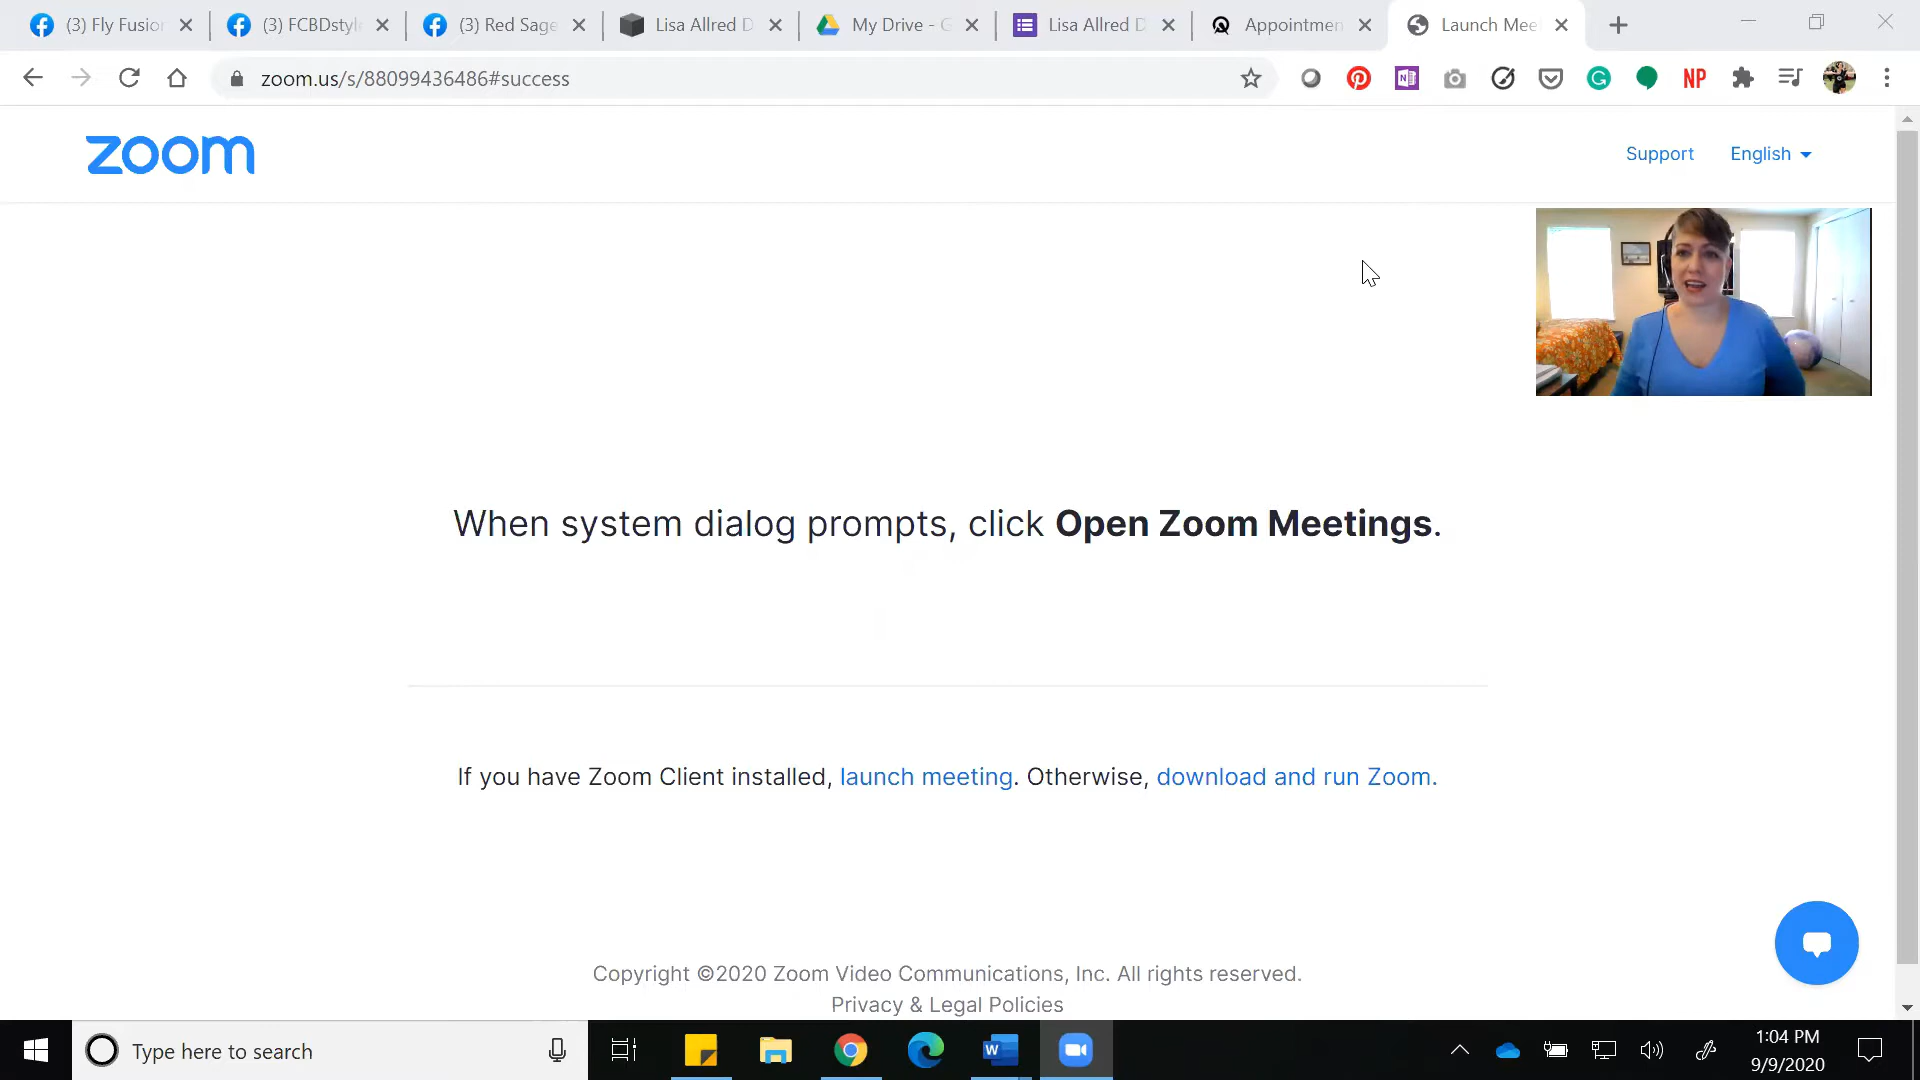 (3) Fly Fusion
(3) FCBDstyle
(3) Red Sage
Lisa Allred D
My Drive - G
Lisa Allred D
Appointmen
Launch Mee
zoom.us/s/88099436486#success
NP
zoom
Support
English
When system dialog prompts, click Open Zoom Meetings.
If you have Zoom Client installed, launch meeting. Otherwise, download and run Zoom.
Copyright ©2020 Zoom Video Communications, Inc. All rights reserved.
Privacy & Legal Policies
Type here to search
1:04 PM
9/9/2020